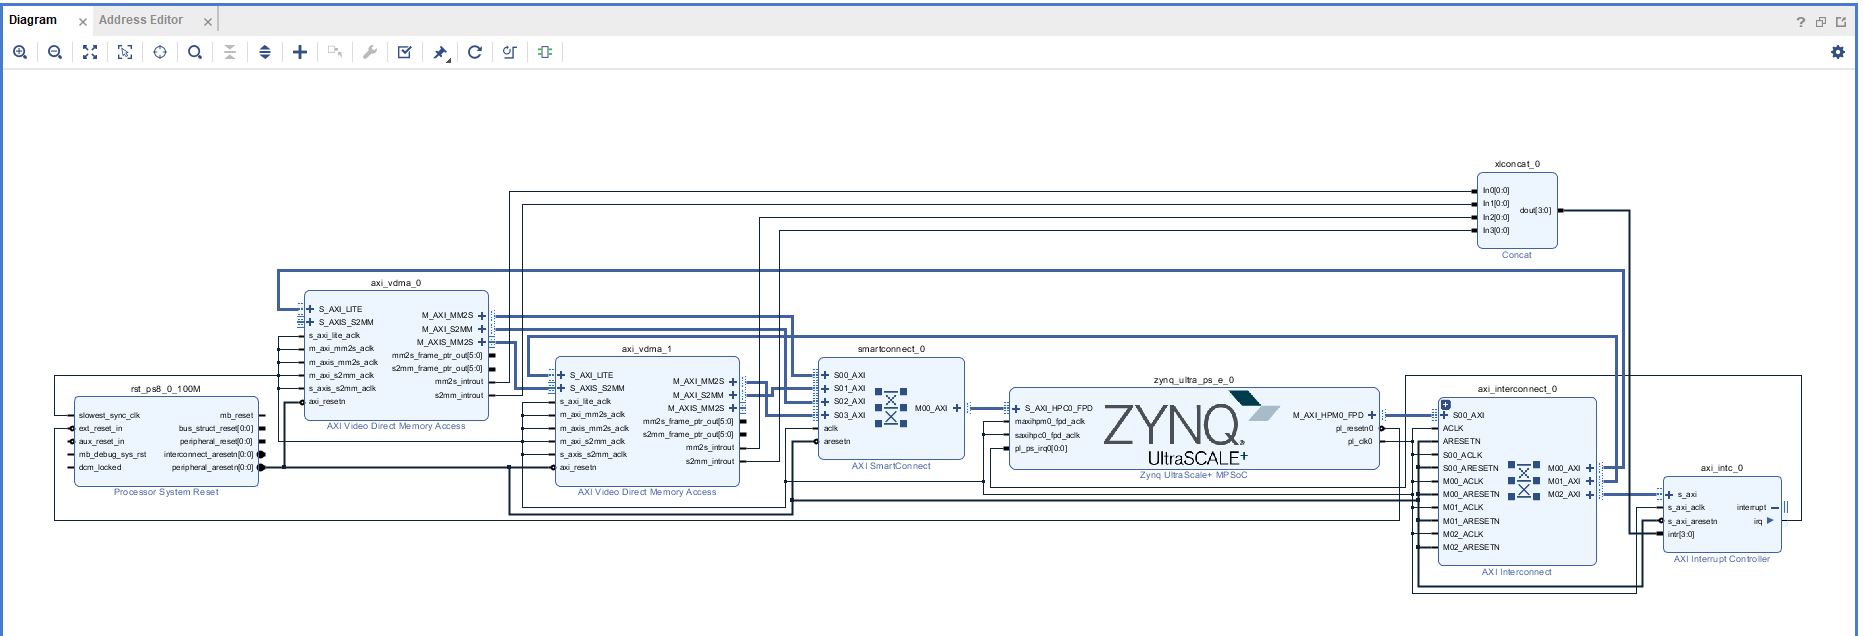 Diagram
Address Editor
xlconcat_0
In0[0:0]
In1[0:0]
In2[0:0]
In3[0:0]
dout[3:0]
Concat
axi_vdma_0
S_AXI_LITE
S_AXIS_S2MM
s_axi_lite_aclk
m_axi_mm2s_aclk
m_axis_mm2s_aclk
m_axi_s2mm_aclk
s_axis_s2mm_aclk
axi_resetn
M_AXI_MM2S
M_AXI_S2MM
M_AXIS_MM2S
mm2s_frame_ptr_out[5:0]
s2mm_frame_ptr_out[5:0]
mm2s_introut
s2mm_introut
AXI Video Direct Memory Access
rst_ps8_0_100M
slowest_sync_clk
ext_reset_in
aux_reset_in
mb_debug_sys_rst
dcm_locked
mb_reset
bus_struct_reset[0:0]
peripheral_reset[0:0]
interconnect_aresetn[0:0]
peripheral_aresetn[0:0]
Processor System Reset
axi_vdma_1
S_AXI_LITE
S_AXIS_S2MM
s_axi_lite_aclk
m_axi_mm2s_aclk
m_axis_mm2s_aclk
m_axi_s2mm_aclk
s_axis_s2mm_aclk
axi_resetn
M_AXI_MM2S
M_AXI_S2MM
M_AXIS_MM2S
mm2s_frame_ptr_out[5:0]
s2mm_frame_ptr_out[5:0]
mm2s_introut
s2mm_introut
AXI Video Direct Memory Access
smartconnect_0
S00_AXI
S01_AXI
S02_AXI
S03_AXI
aclk
aresetn
M00_AXI
AXI SmartConnect
zynq_ultra_ps_e_0
S_AXI_HPC0_FPD
maxihpm0_fpd_aclk
saxihpc0_fpd_aclk
pl_ps_irq0[0:0]
ZYNQ
UltraSCALE+
M_AXI_HPM0_FPD
pl_resetn0
pl_clk0
Zynq UltraScale+ MPSoC
axi_interconnect_0
S00_AXI
ACLK
ARESETN
S00_ACLK
S00_ARESETN
M00_ACLK
M00_ARESETN
M01_ACLK
M01_ARESETN
M02_ACLK
M02_ARESETN
M00_AXI
M01_AXI
M02_AXI
AXI Interconnect
axi_intc_0
s_axi
s_axi_aclk
s_axi_aresetn
intr[3:0]
interrupt
irq
AXI Interrupt Controller